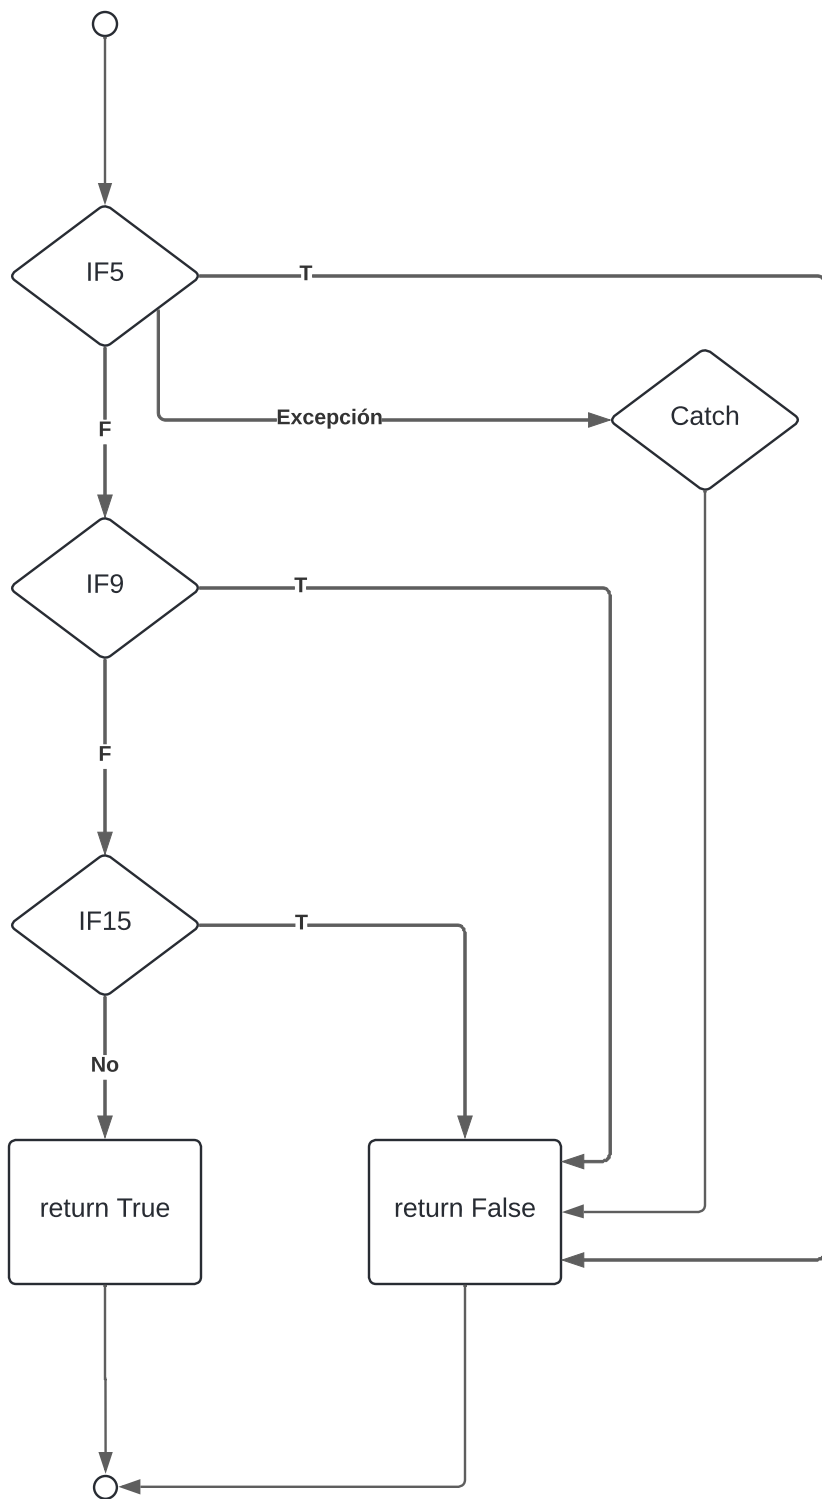 IF5
T
Excepción
Catch
F
IF9
T
F
IF15
T
No
return True
return False